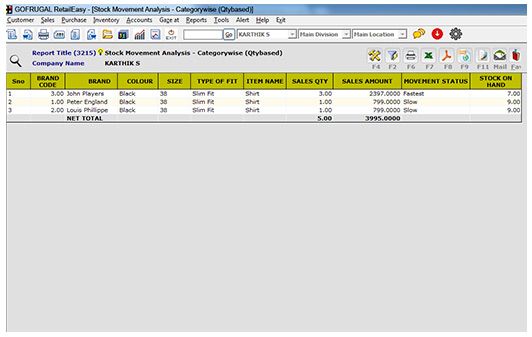 GOFRUGAL RetailEasy - [Stock Movement Analysis - Categorywise (Qtybased)]
Customer Sales Purchase Inventory Accounts Gate at Reports Tools Alert Help Exit
EXIT Go KARTHIK S Main Division Main Location
Report Title (3215) Stock Movement Analysis - Categorywise (Qtybased)
Company Name KARTHIK S
F4 F2 F6 F7 F8 F9 F11 Mail Fav
Sno BRAND CODE BRAND COLOUR SIZE TYPE OF FIT ITEM NAME SALES QTY SALES AMOUNT MOVEMENT STATUS STOCK ON HAND
1 3.00 John Players Black 38 Slim Fit Shirt 3.00 2397.0000 Fastest 7.00
2 1.00 Peter England Black 38 Slim Fit Shirt 1.00 799.0000 Slow 9.00
3 2.00 Louis Phillippe Black 38 Slim Fit Shirt 1.00 799.0000 Slow 9.00
NET TOTAL 5.00 3995.0000